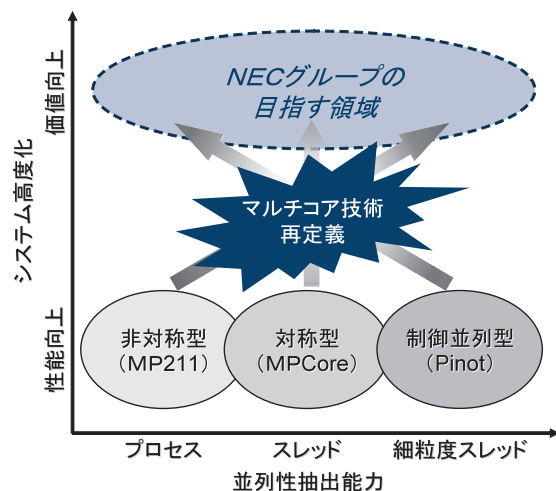 NECグループの
目指す領域
マルチコア技術
再定義
システム高度化
価値向上
性能向上
非対称型
(MP211)
対称型
(MPCore)
制御並列型
(Pinot)
プロセス
スレッド
細粒度スレッド
並列性抽出能力